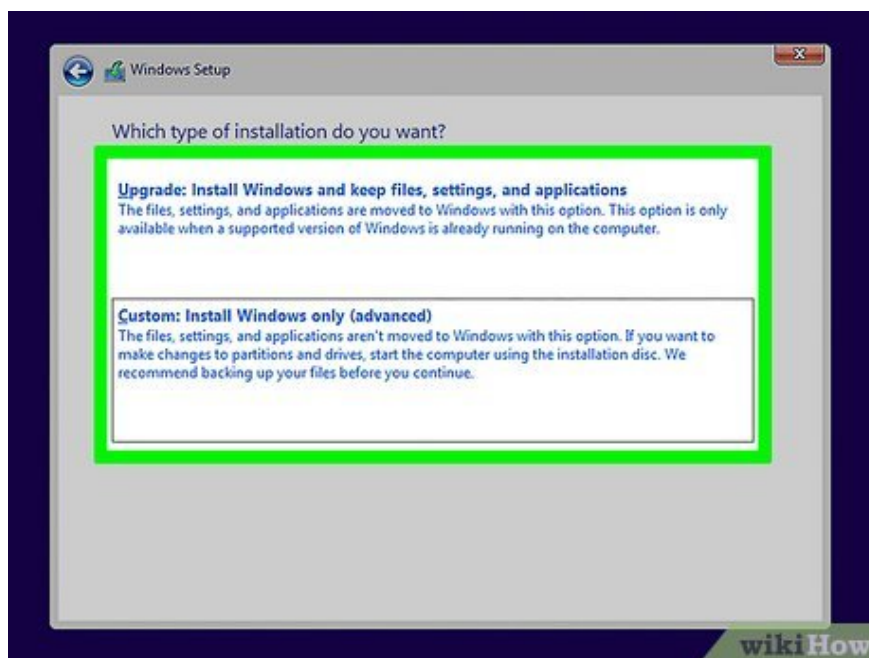 Windows Setup
x
Which type of installation do you want?
Upgrade: Install Windows and keep files, settings, and applications
The files, settings, and applications are moved to Windows with this option. This option is only
available when a supported version of Windows is already running on the computer.
Custom: Install Windows only (advanced)
The files, settings, and applications aren't moved to Windows with this option. If you want to
make changes to partitions and drives, start the computer using the installation disc. We
recommend backing up your files before you continue.
wikiHow